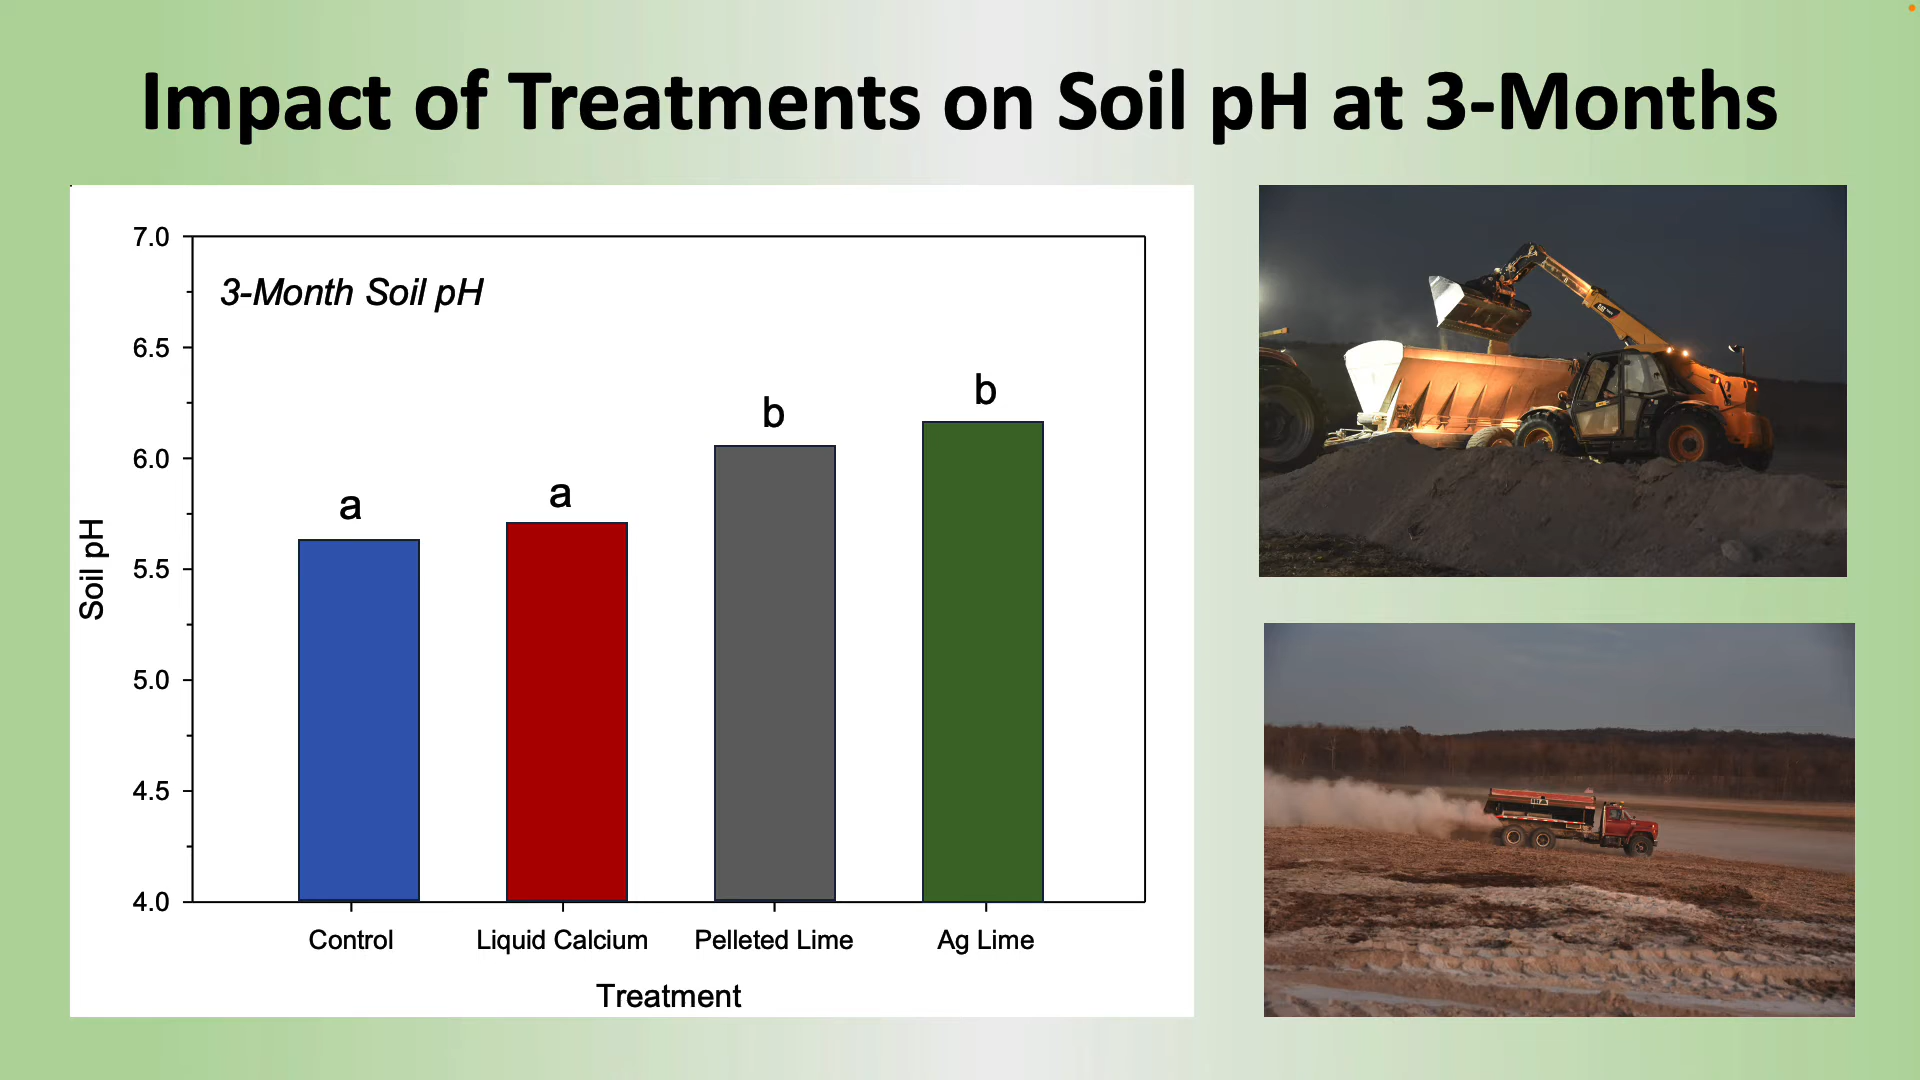 Impact of Treatments on Soil pH at 3-Months
7.0
3-Month Soil pH
6.5
b
b
6.0
a
a
5.5
Soil pH
5.0
4.5
4.0
Control
Liquid Calcium
Pelleted Lime
Ag Lime
Treatment